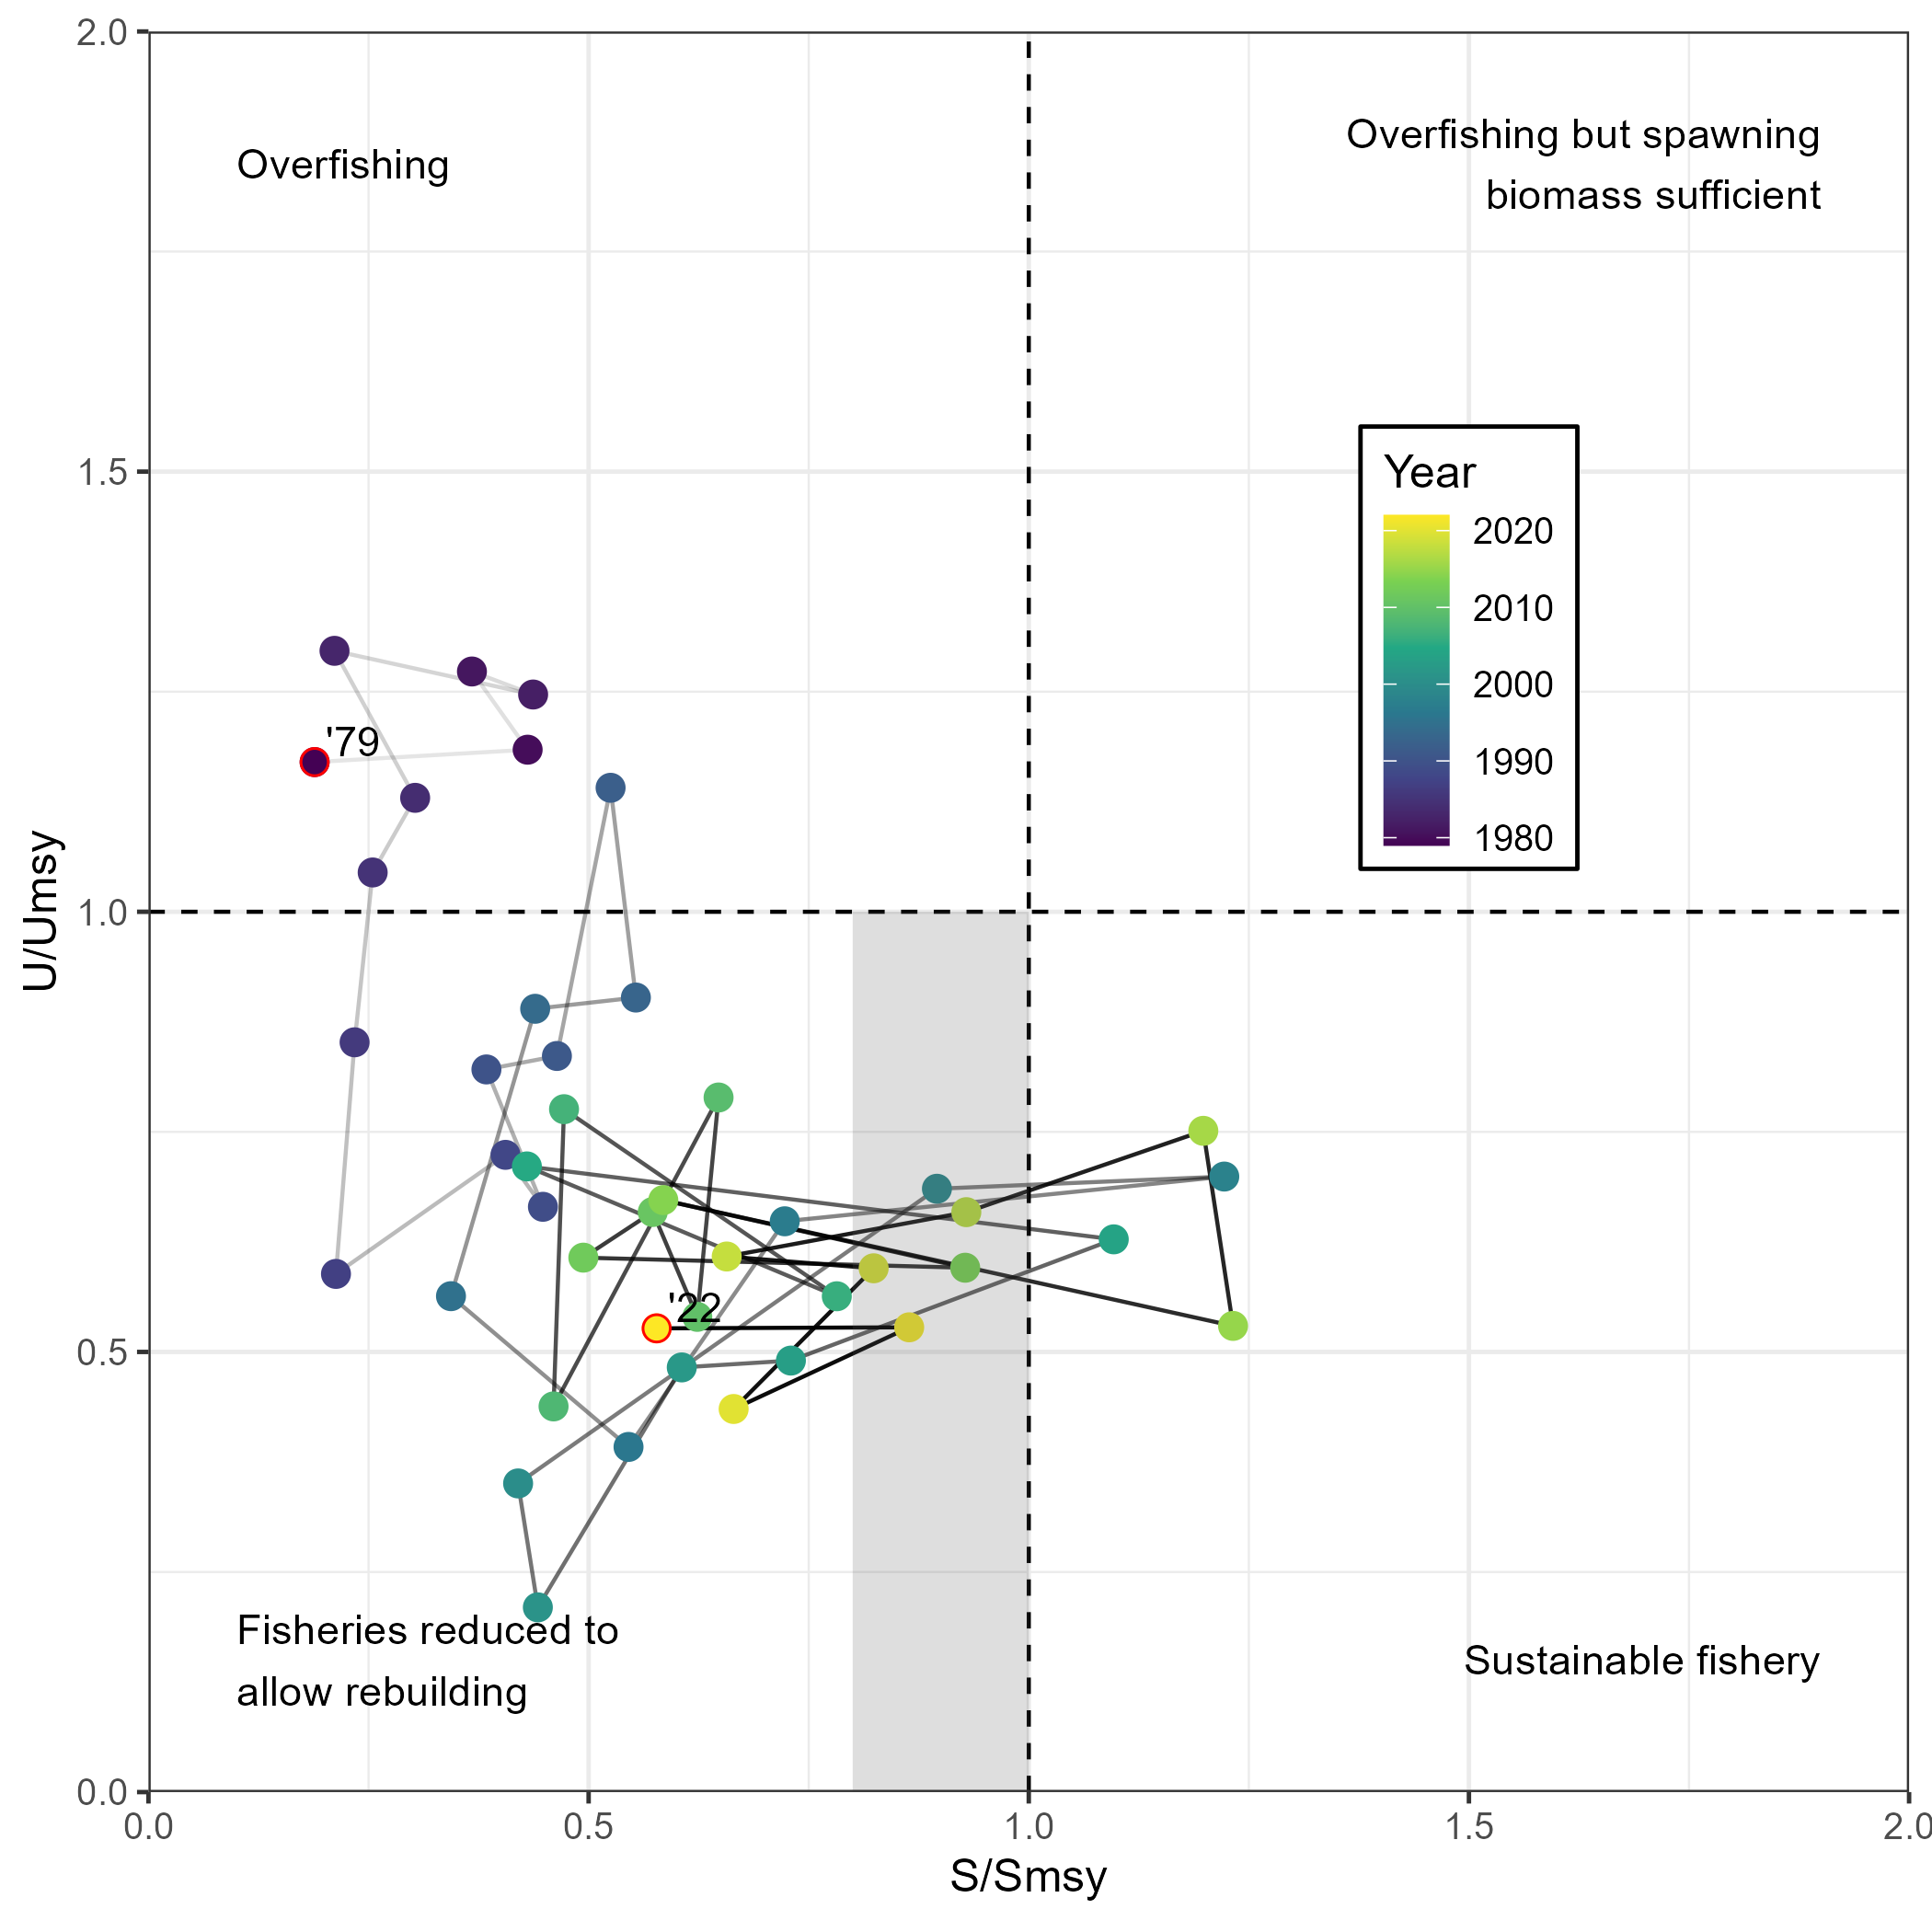 2.0
Overfishing
Overfishing but spawning
biomass sufficient
1.5
Year
2020
2010
2000
1990
1980
'79
1.0
U/Umsy
'22
0.5
Fisheries reduced to
allow rebuilding
Sustainable fishery
0.0
0.0 0.5 1.0 1.5 2.0
S/Smsy